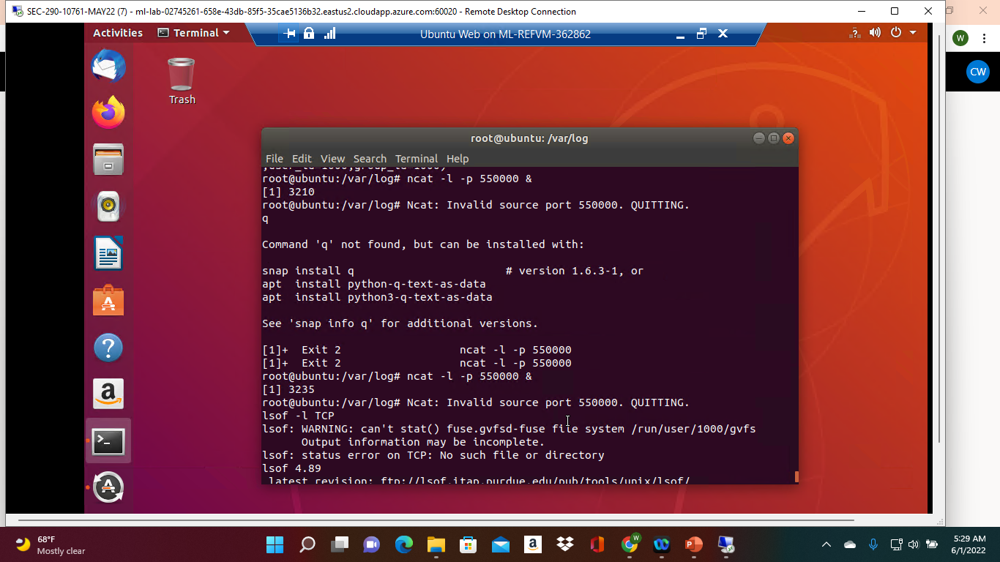 SEC-290-10761-MAY22 (7) - ml-lab-02745261-658e-43db-85f5-35cae5136b32.eastus2.cloudapp.azure.com:60020 - Remote Desktop Connection
Activities Terminal Ubuntu Web on ML-REFVM-362862
W
CW
Trash
root@ubuntu: /var/log
File Edit View Search Terminal Help
root@ubuntu:/var/log# ncat -l -p 550000 &
[1] 3210
root@ubuntu:/var/log# Ncat: Invalid source port 550000. QUITTING.
q
Command 'q' not found, but can be installed with:
snap install q # version 1.6.3-1, or
apt install python-q-text-as-data
apt install python3-q-text-as-data
See 'snap info q' for additional versions.
[1]+ Exit 2 ncat -l -p 550000
[1]+ Exit 2 ncat -l -p 550000
root@ubuntu:/var/log# ncat -l -p 550000 &
[1] 3235
root@ubuntu:/var/log# Ncat: Invalid source port 550000. QUITTING.
lsof -l TCP
lsof: WARNING: can't stat() fuse.gvfsd-fuse file system /run/user/1000/gvfs
Output information may be incomplete.
lsof: status error on TCP: No such file or directory
lsof 4.89
latest revision: ftp://lsof.itap.purdue.edu/pub/tools/unix/lsof/
68°F
Mostly clear
5:29 AM
6/1/2022